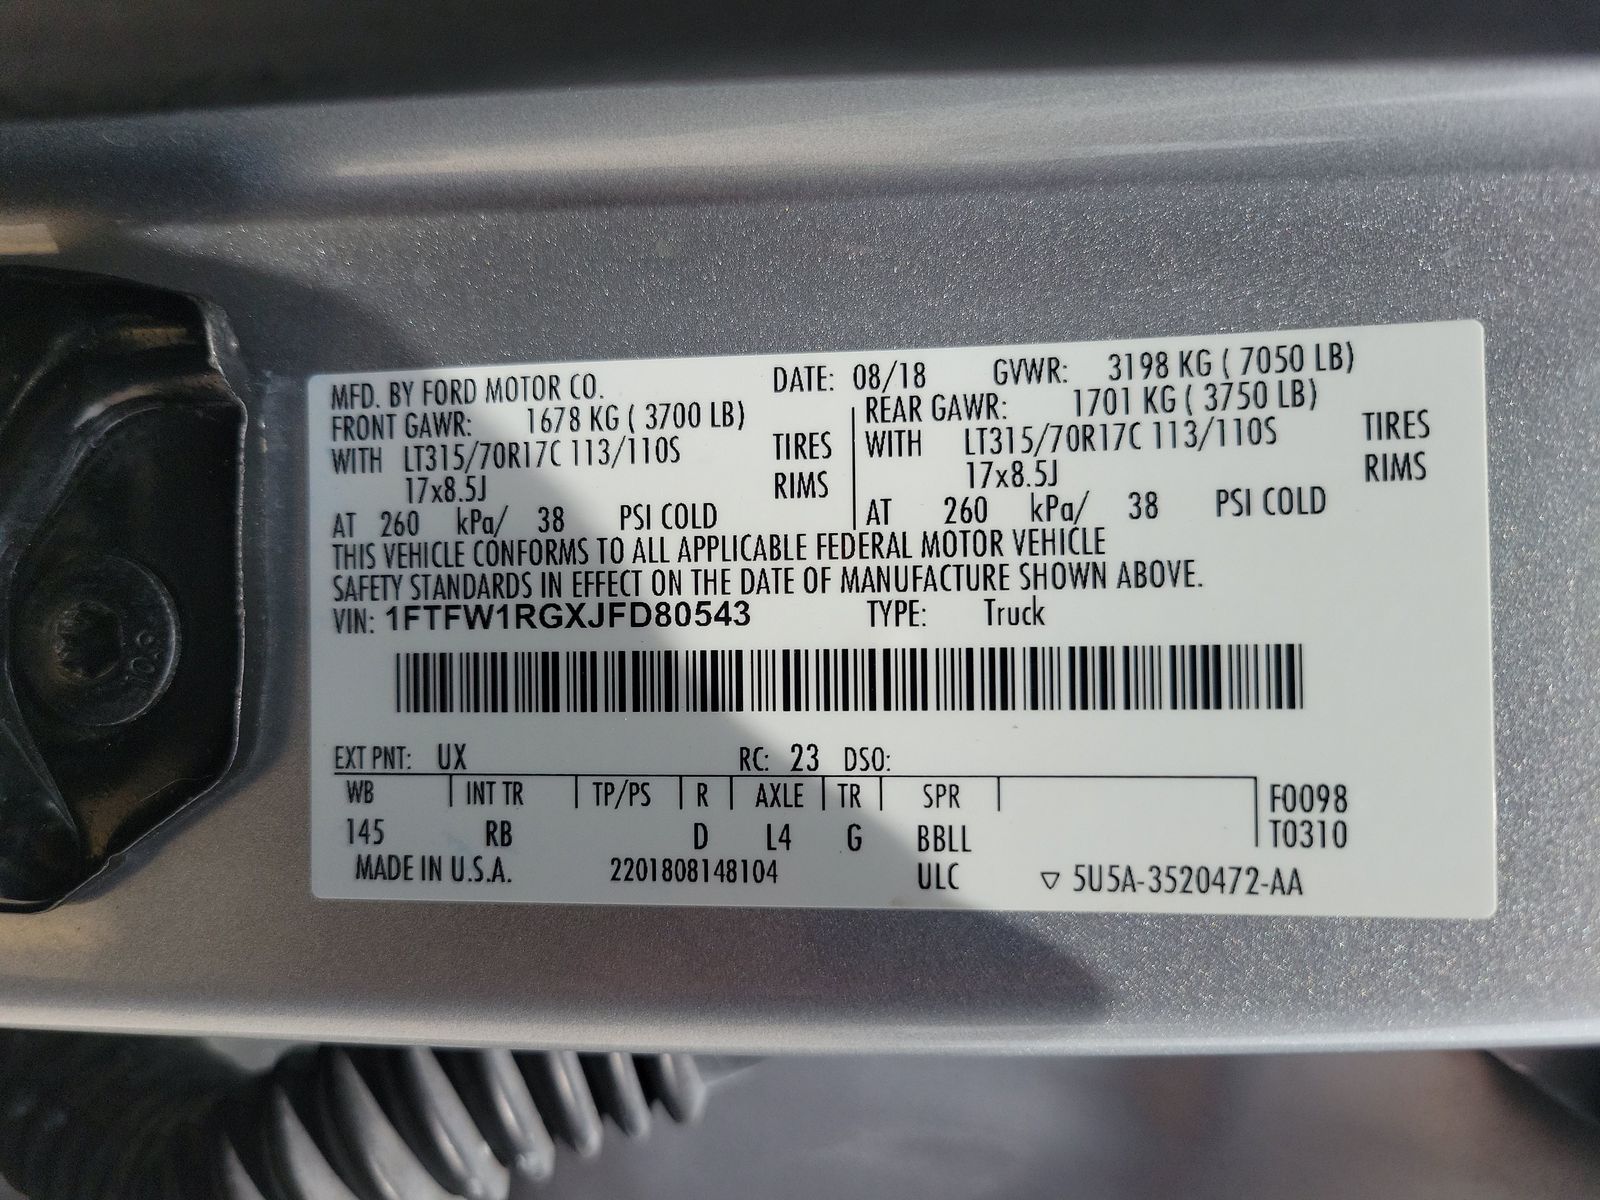 MFD. BY FORD MOTOR CO. DATE: 08/18 GVWR: 3198 KG ( 7050 LB)
FRONT GAWR: 1678 KG ( 3700 LB) REAR GAWR: 1701 KG ( 3750 LB)
WITH LT315/70R17C 113/110S TIRES WITH LT315/70R17C 113/110S TIRES
17x8.5J RIMS 17x8.5J RIMS
AT 260 kPa/ 38 PSI COLD AT 260 kPa/ 38 PSI COLD
THIS VEHICLE CONFORMS TO ALL APPLICABLE FEDERAL MOTOR VEHICLE
SAFETY STANDARDS IN EFFECT ON THE DATE OF MANUFACTURE SHOWN ABOVE.
VIN: 1FTFW1RGXJFD80543 TYPE: Truck
EXT PNT: UX RC: 23 DSO:
WB INT TR TP/PS R AXLE TR SPR F0098
145 RB D L4 G BBLL T0310
MADE IN U.S.A. 2201808148104 ULC ▽ 5U5A-3520472-AA